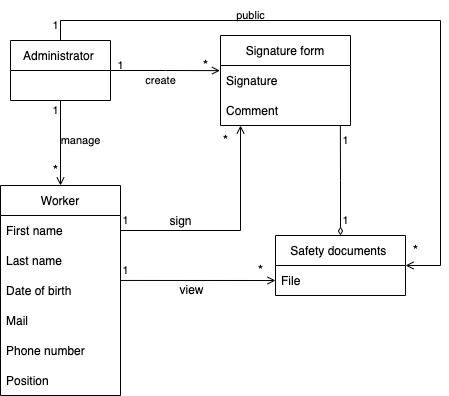 public
1
Administrator
1
create
*
Signature form
Signature
Comment
1
manage
*
*
1
Worker
First name
Last name
Date of birth
Mail
Phone number
Position
1
sign
1
view
*
1
Safety documents
File
*